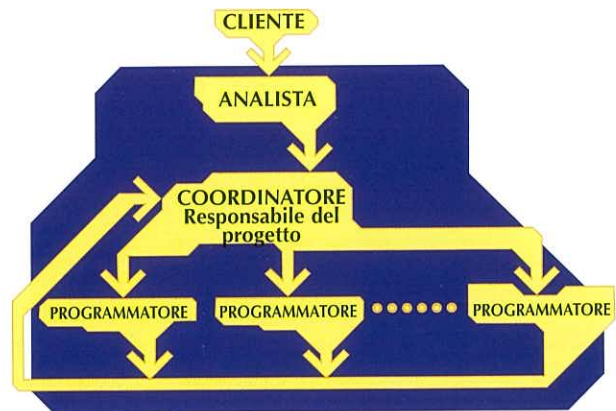 CLIENTE
ANALISTA
COORDINATORE
Responsabile del
progetto
PROGRAMMATORE
PROGRAMMATORE
PROGRAMMATORE